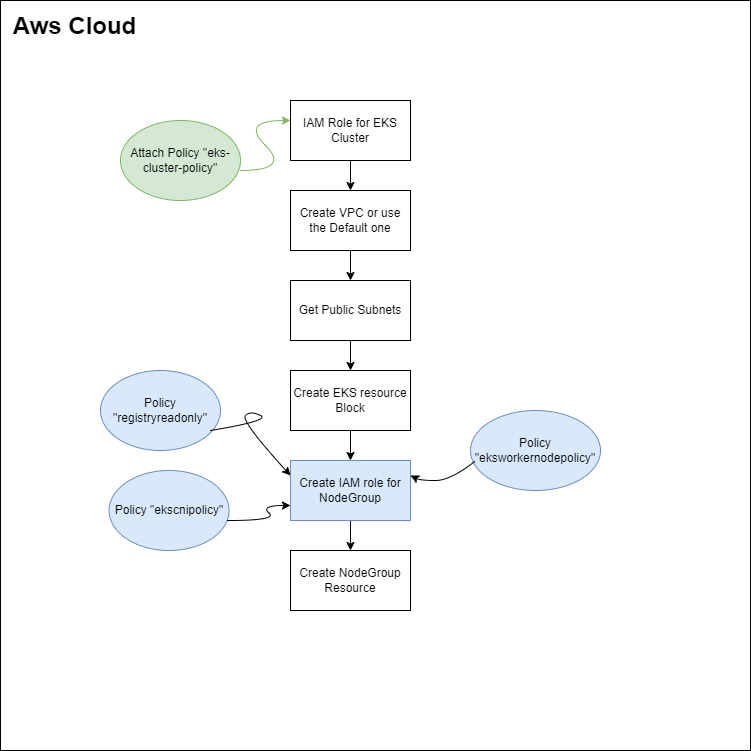 Aws Cloud
IAM Role for EKS
Cluster
Attach Policy "eks-
cluster-policy"
Create VPC or use
the Default one
Get Public Subnets
Create EKS resource
Block
Policy
"registryreadonly"
Policy
"eksworkernodepolicy"
Create IAM role for
NodeGroup
Policy "ekscnipolicy"
Create NodeGroup
Resource